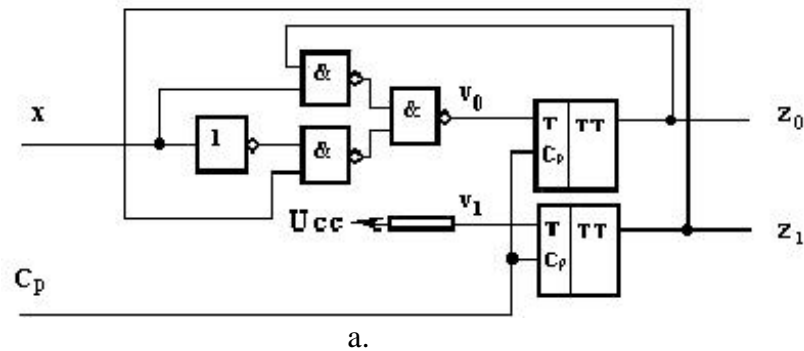 &
x
1
&
&
v₀
T
TT
Cₚ
z₀
Ucc
v₁
T
TT
Cₚ
z₁
Cₚ
a.